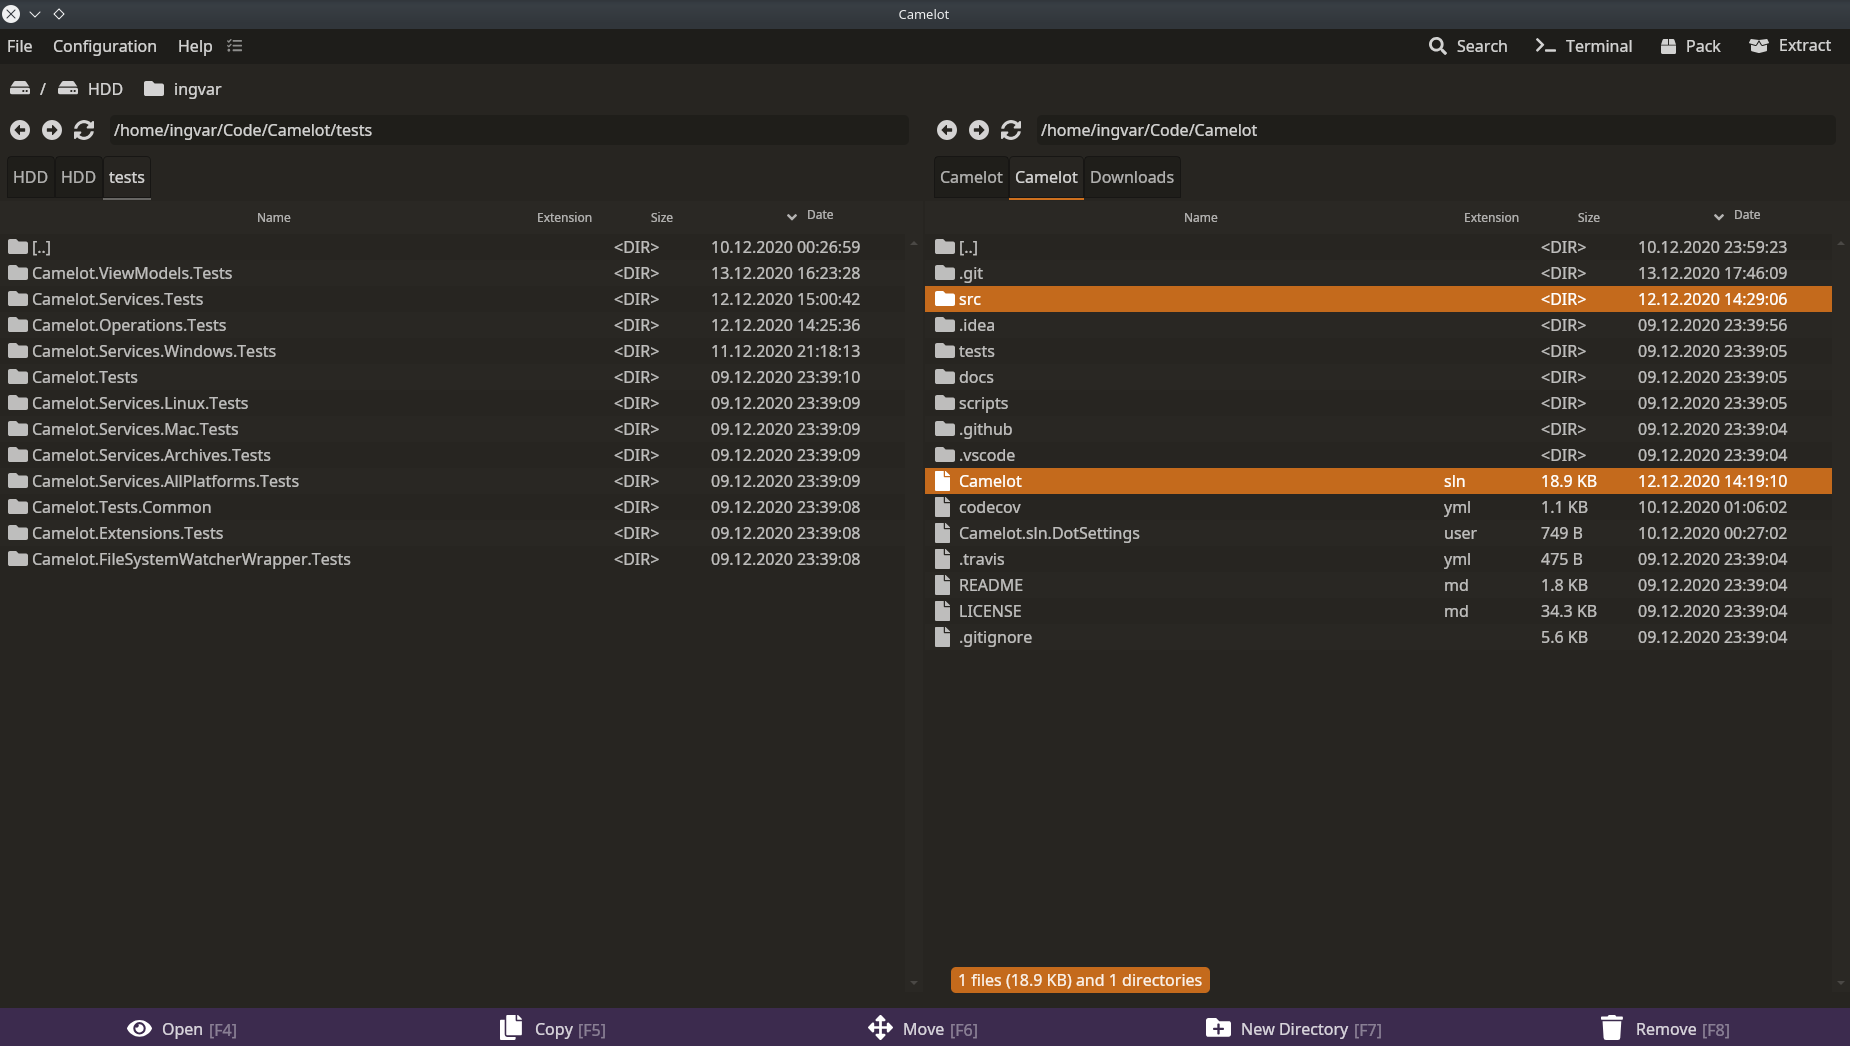 Camelot
File Configuration Help Search Terminal Pack Extract
/ HDD ingvar
/home/ingvar/Code/Camelot/tests
HDD HDD tests
Name Extension Size Date
[..] <DIR> 10.12.2020 00:26:59
Camelot.ViewModels.Tests <DIR> 13.12.2020 16:23:28
Camelot.Services.Tests <DIR> 12.12.2020 15:00:42
Camelot.Operations.Tests <DIR> 12.12.2020 14:25:36
Camelot.Services.Windows.Tests <DIR> 11.12.2020 21:18:13
Camelot.Tests <DIR> 09.12.2020 23:39:10
Camelot.Services.Linux.Tests <DIR> 09.12.2020 23:39:09
Camelot.Services.Mac.Tests <DIR> 09.12.2020 23:39:09
Camelot.Services.Archives.Tests <DIR> 09.12.2020 23:39:09
Camelot.Services.AllPlatforms.Tests <DIR> 09.12.2020 23:39:09
Camelot.Tests.Common <DIR> 09.12.2020 23:39:08
Camelot.Extensions.Tests <DIR> 09.12.2020 23:39:08
Camelot.FileSystemWatcherWrapper.Tests <DIR> 09.12.2020 23:39:08
/home/ingvar/Code/Camelot
Camelot Camelot Downloads
Name Extension Size Date
[..] <DIR> 10.12.2020 23:59:23
.git <DIR> 13.12.2020 17:46:09
src <DIR> 12.12.2020 14:29:06
.idea <DIR> 09.12.2020 23:39:56
tests <DIR> 09.12.2020 23:39:05
docs <DIR> 09.12.2020 23:39:05
scripts <DIR> 09.12.2020 23:39:05
.github <DIR> 09.12.2020 23:39:04
.vscode <DIR> 09.12.2020 23:39:04
Camelot sln 18.9 KB 12.12.2020 14:19:10
codecov yml 1.1 KB 10.12.2020 01:06:02
Camelot.sln.DotSettings user 749 B 10.12.2020 00:27:02
.travis yml 475 B 09.12.2020 23:39:04
README md 1.8 KB 09.12.2020 23:39:04
LICENSE md 34.3 KB 09.12.2020 23:39:04
.gitignore 5.6 KB 09.12.2020 23:39:04
1 files (18.9 KB) and 1 directories
Open [F4] Copy [F5] Move [F6] New Directory [F7] Remove [F8]